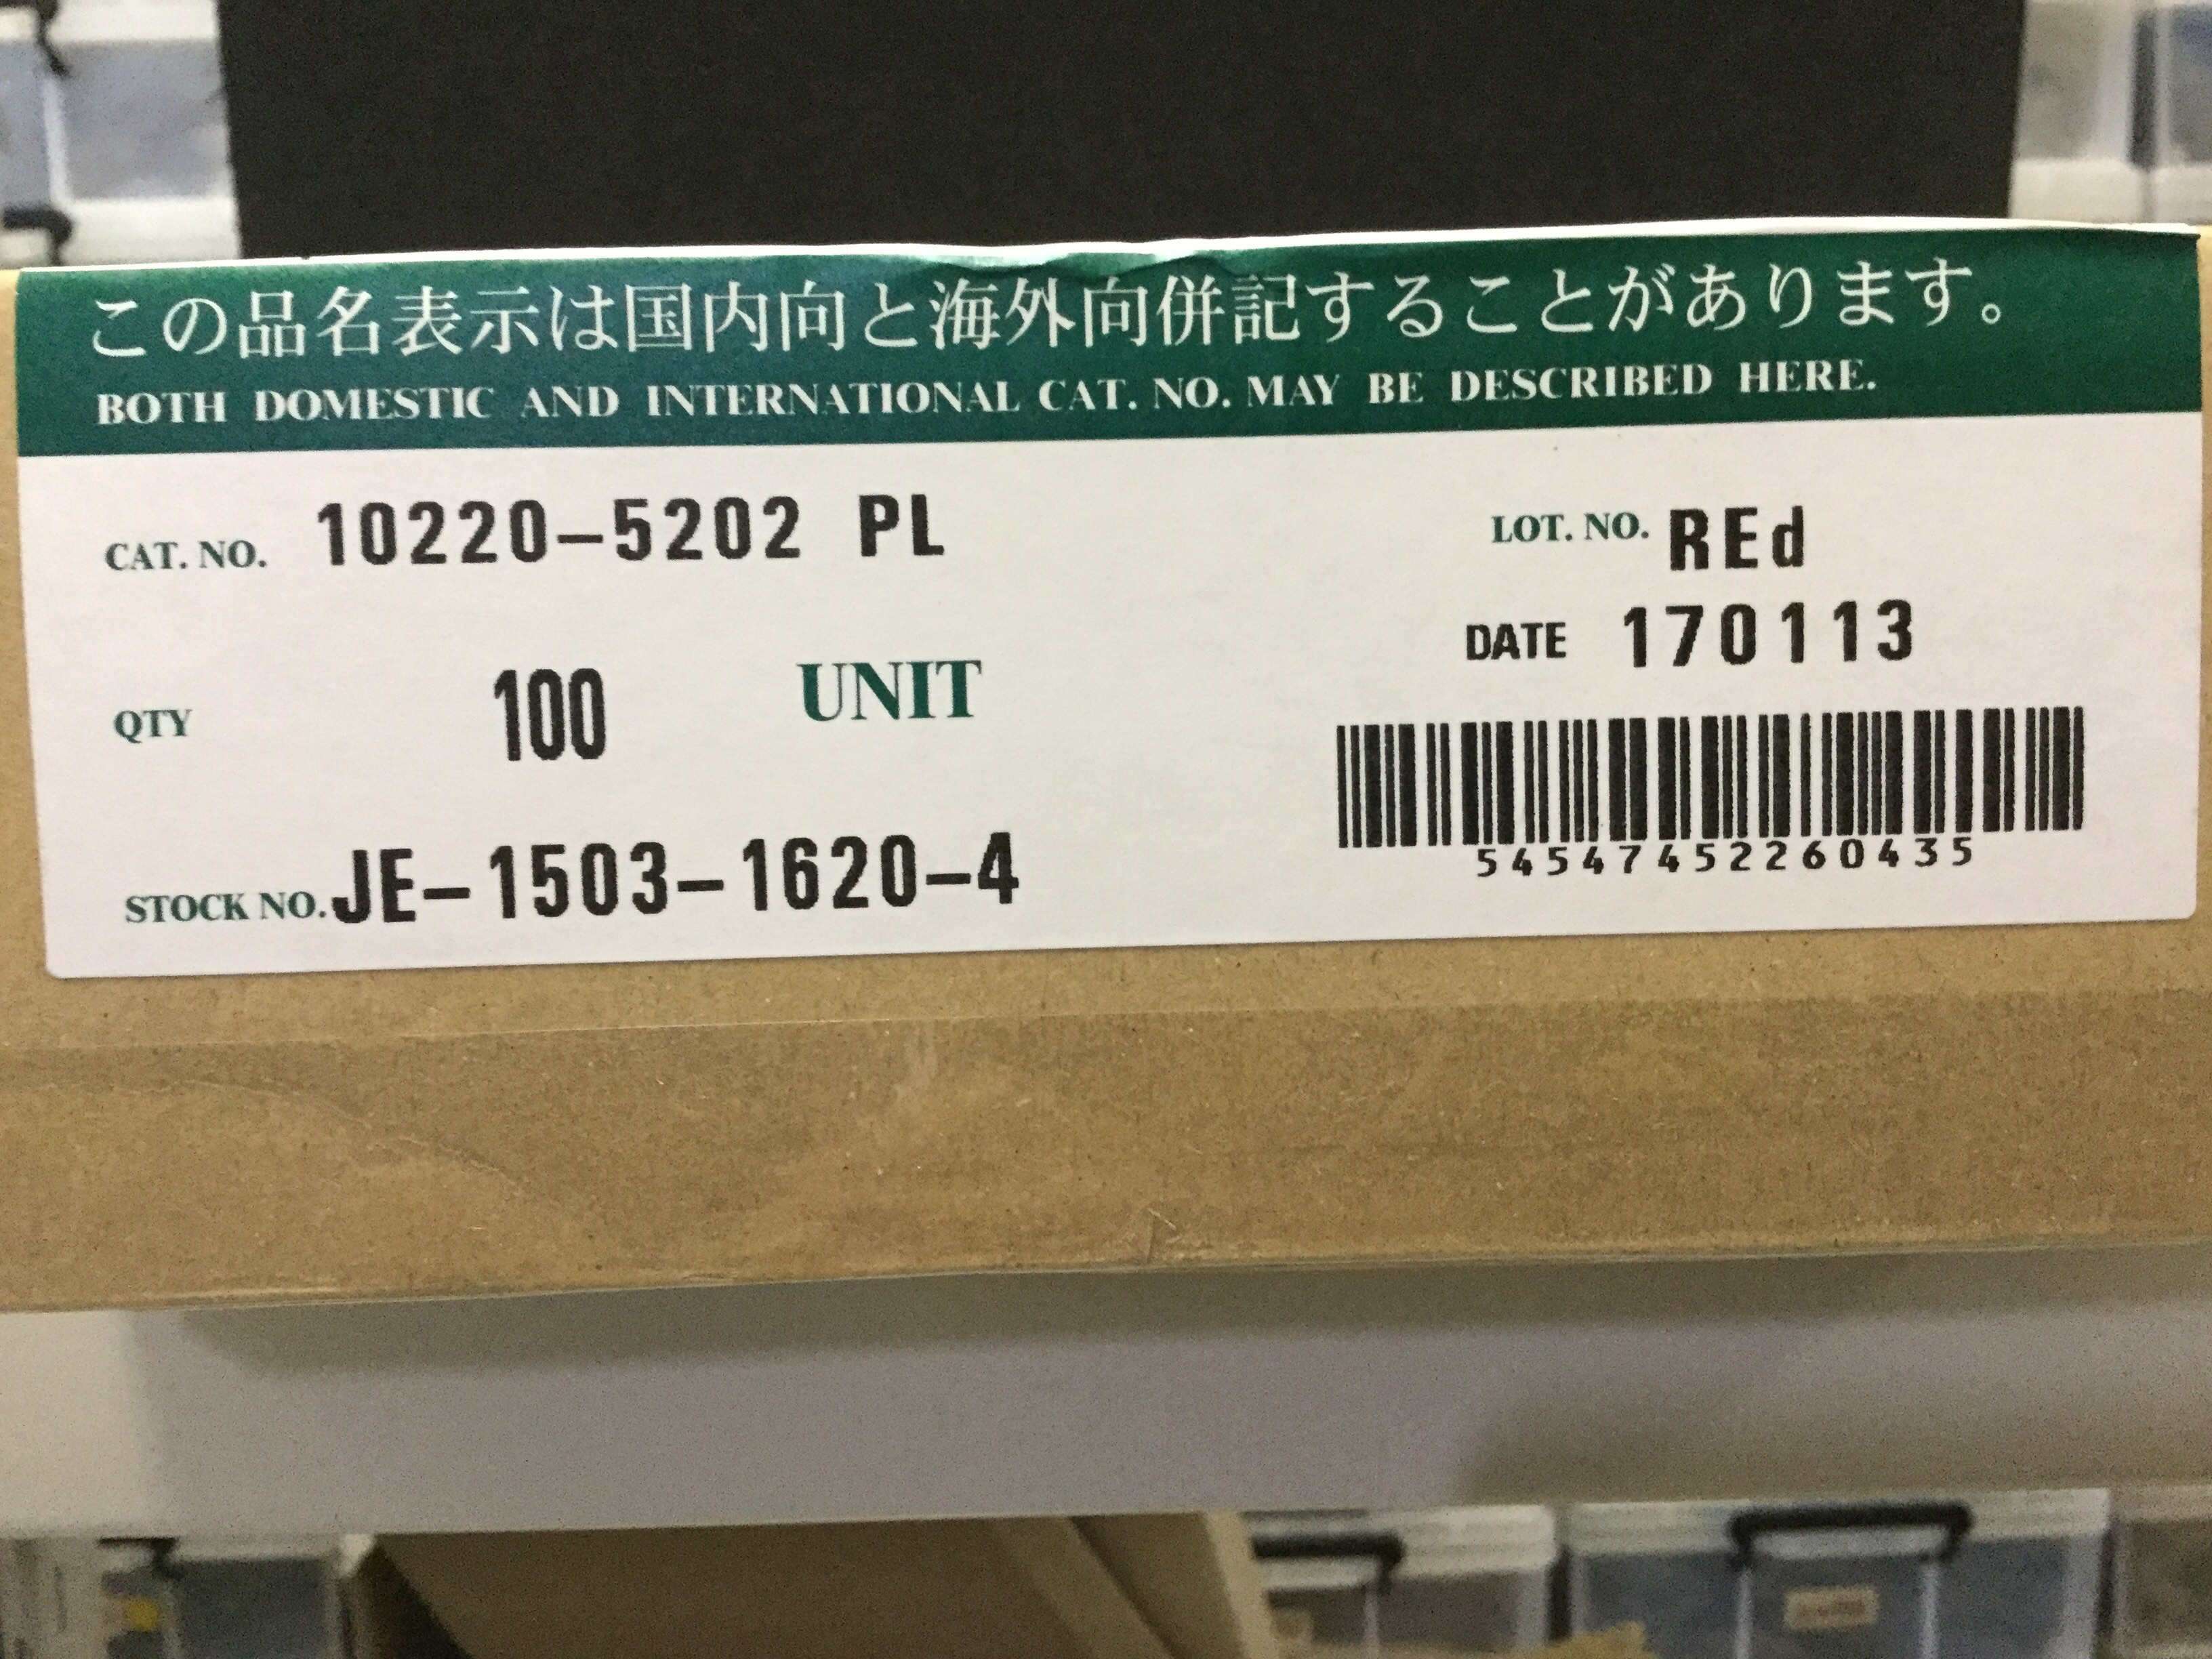 この品名表示は国内向と海外向併記することがあります。
BOTH DOMESTIC AND INTERNATIONAL CAT. NO. MAY BE DESCRIBED HERE.
CAT. NO. 10220-5202 PL
LOT. NO. REd
DATE 170113
QTY 100 UNIT
54547452260435
STOCK NO. JE-1503-1620-4